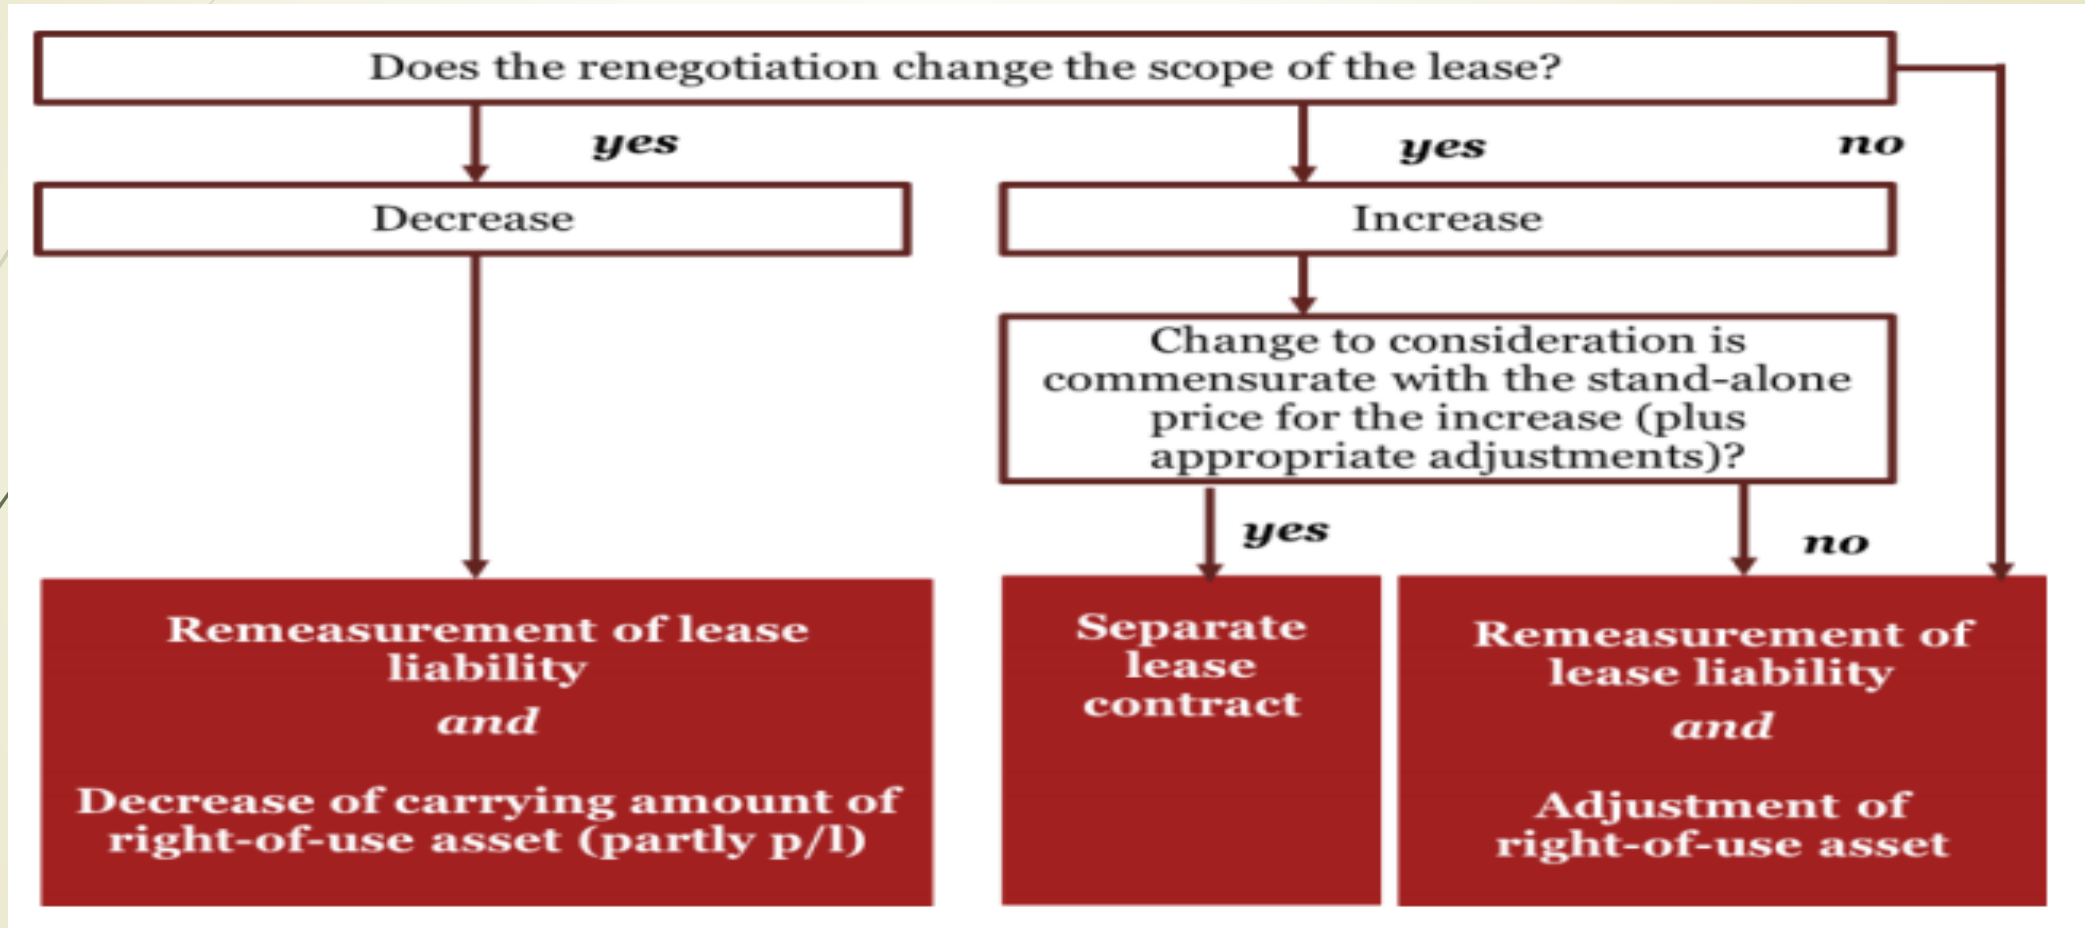 Does the renegotiation change the scope of the lease?
yes
yes
no
Decrease
Increase
Change to consideration is
commensurate with the stand-alone
price for the increase (plus
appropriate adjustments)?
yes
no
Remeasurement of lease
liability
and
Decrease of carrying amount of
right-of-use asset (partly p/l)
Separate
lease
contract
Remeasurement of
lease liability
and
Adjustment of
right-of-use asset